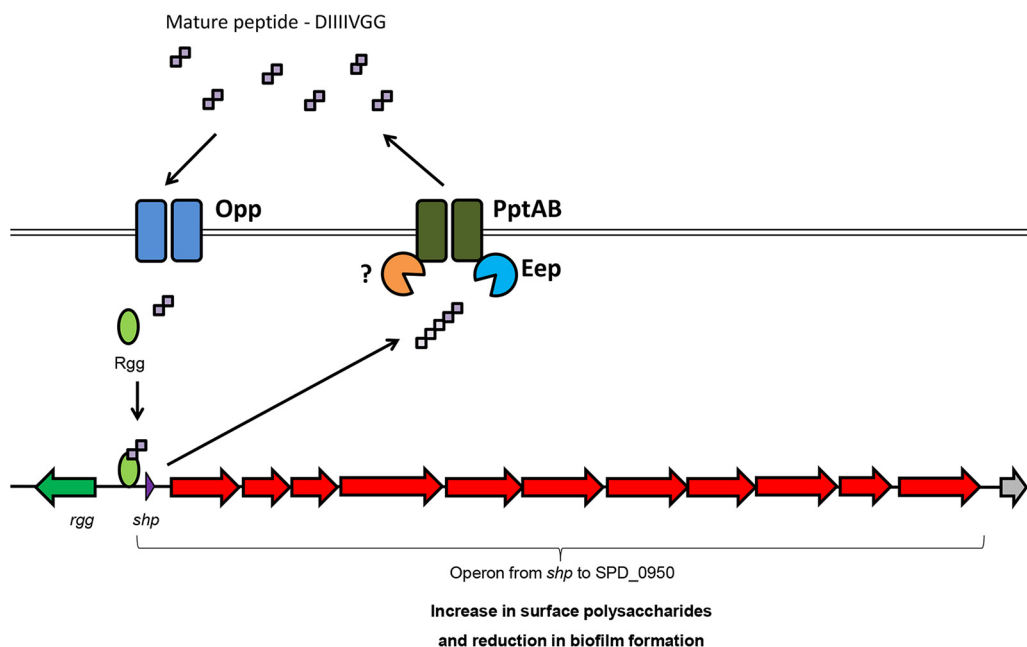 Mature peptide - DIIIIVGG
Opp
PptAB
?
Eep
Rgg
rgg
shp
Operon from shp to SPD_0950
Increase in surface polysaccharides
and reduction in biofilm formation